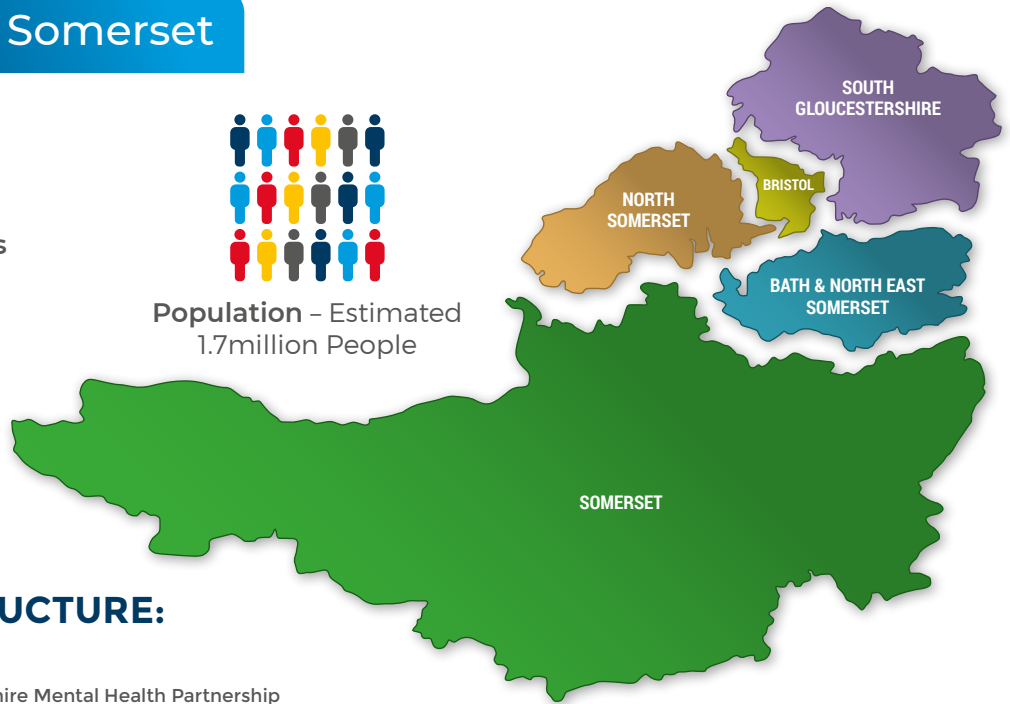 Somerset
SOUTH
GLOUCESTERSHIRE
BRISTOL
NORTH
SOMERSET
s
BATH & NORTH EAST
SOMERSET
Population – Estimated
1.7million People
SOMERSET
UCTURE:
ire Mental Health Partnership